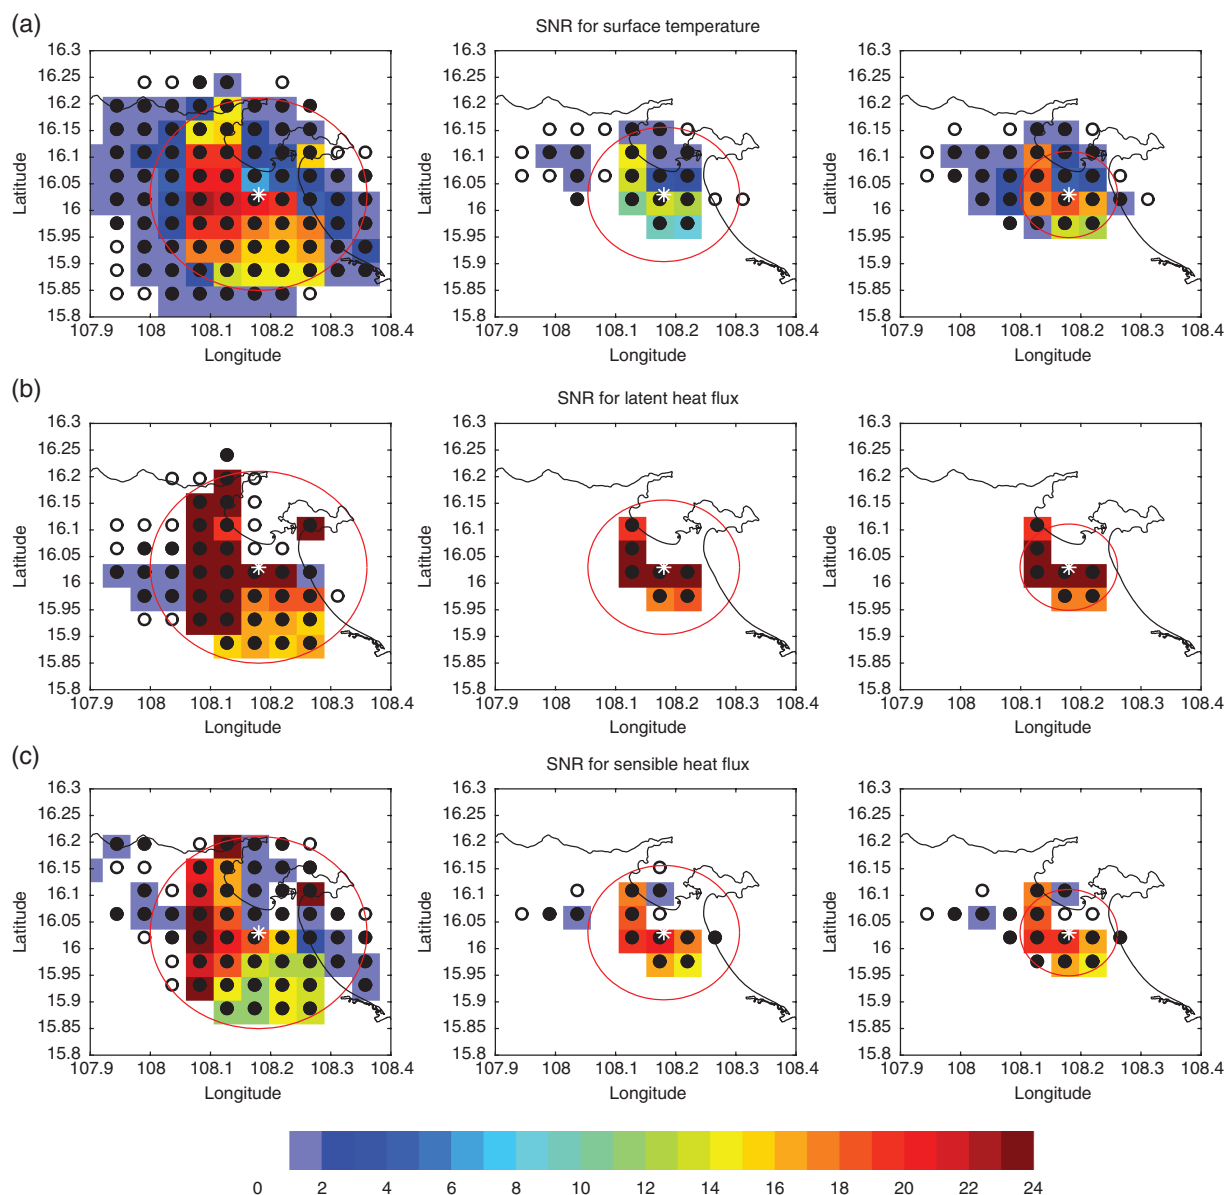 (a)
SNR for surface temperature
16.3 16.3 16.3
16.25 16.25 16.25
16.2 16.2 16.2
16.15 16.15 16.15
16.1 16.1 16.1
16.05 16.05 16.05
16 16 16
15.95 15.95 15.95
15.9 15.9 15.9
15.85 15.85 15.85
15.8 15.8 15.8
Latitude Latitude Latitude
107.9 108 108.1 108.2 108.3 108.4 107.9 108 108.1 108.2 108.3 108.4 107.9 108 108.1 108.2 108.3 108.4
Longitude Longitude Longitude
(b)
SNR for latent heat flux
16.3 16.3 16.3
16.25 16.25 16.25
16.2 16.2 16.2
16.15 16.15 16.15
16.1 16.1 16.1
16.05 16.05 16.05
16 16 16
15.95 15.95 15.95
15.9 15.9 15.9
15.85 15.85 15.85
15.8 15.8 15.8
Latitude Latitude Latitude
107.9 108 108.1 108.2 108.3 108.4 107.9 108 108.1 108.2 108.3 108.4 107.9 108 108.1 108.2 108.3 108.4
Longitude Longitude Longitude
(c)
SNR for sensible heat flux
16.3 16.3 16.3
16.25 16.25 16.25
16.2 16.2 16.2
16.15 16.15 16.15
16.1 16.1 16.1
16.05 16.05 16.05
16 16 16
15.95 15.95 15.95
15.9 15.9 15.9
15.85 15.85 15.85
15.8 15.8 15.8
Latitude Latitude Latitude
107.9 108 108.1 108.2 108.3 108.4 107.9 108 108.1 108.2 108.3 108.4 107.9 108 108.1 108.2 108.3 108.4
Longitude Longitude Longitude
0 2 4 6 8 10 12 14 16 18 20 22 24